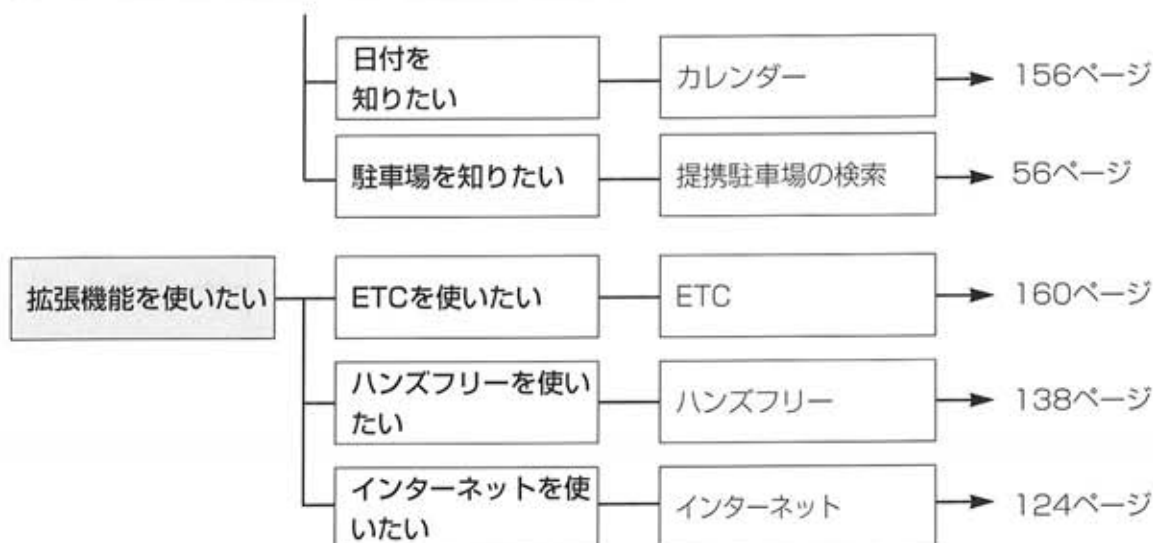 日付を
知りたい
カレンダー
156ページ
駐車場を知りたい
提携駐車場の検索
56ページ
拡張機能を使いたい
ETCを使いたい
ETC
160ページ
ハンズフリーを使い
たい
ハンズフリー
138ページ
インターネットを使
いたい
インターネット
124ページ